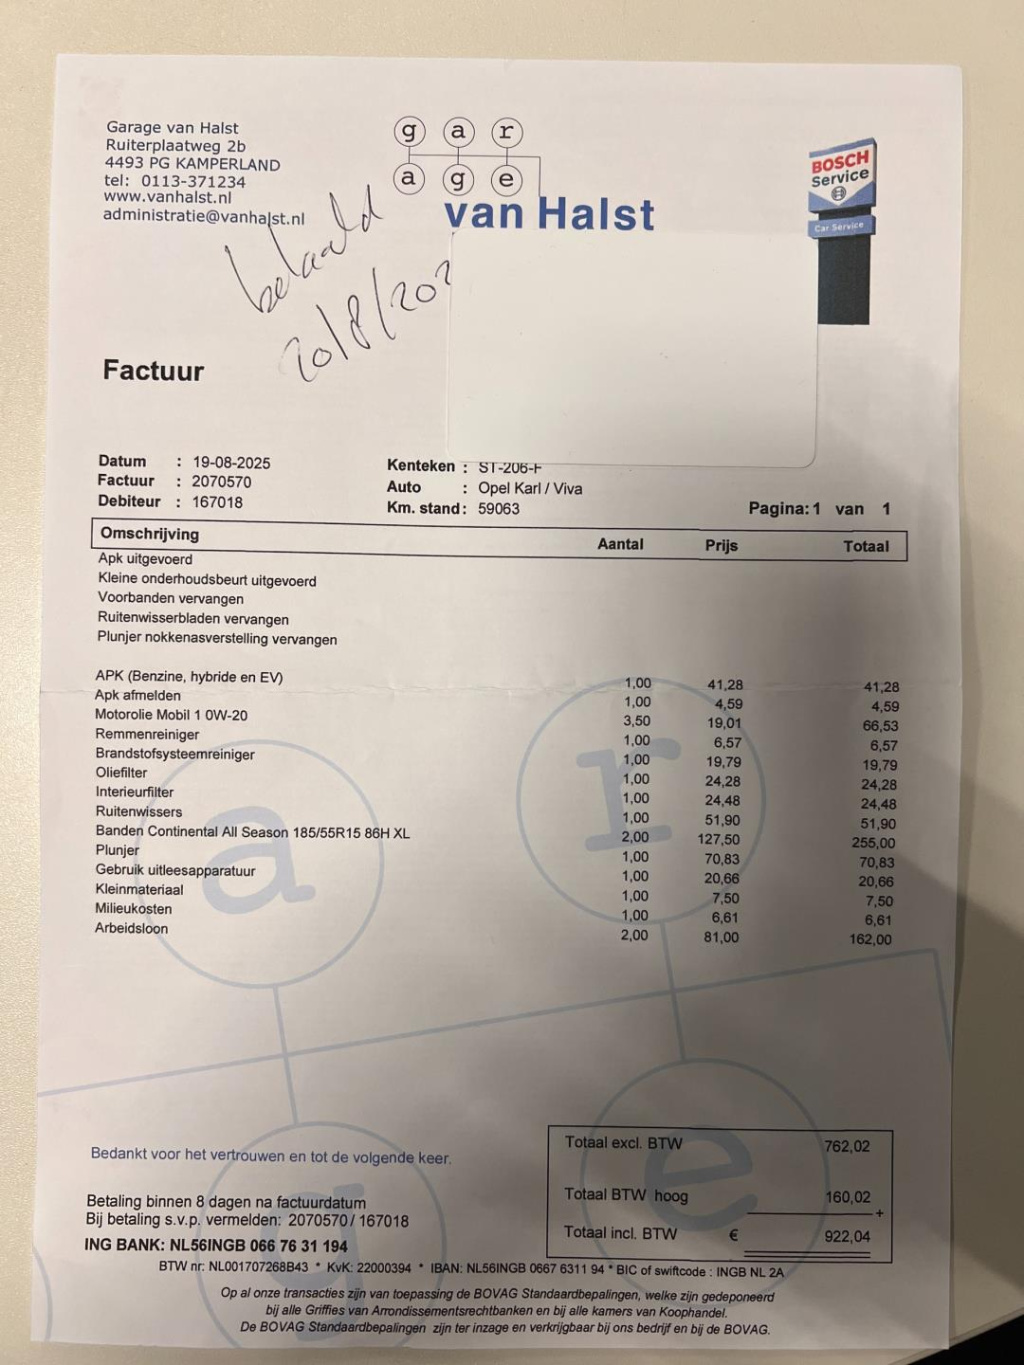 Garage van Halst
Ruiterplaatweg 2b
4493 PG KAMPERLAND
tel: 0113-371234
www.vanhalst.nl
administratie@vanhalst.nl
g a r
a g e
van Halst
BOSCH
Service
Car Service
betaald
20/8/202
Factuur
Datum : 19-08-2025
Factuur : 2070570
Debiteur : 167018
Kenteken : ST-206-F
Auto : Opel Karl / Viva
Km. stand : 59063
Pagina: 1 van 1
Omschrijving Aantal Prijs Totaal
Apk uitgevoerd
Kleine onderhoudsbeurt uitgevoerd
Voorbanden vervangen
Ruitenwisserbladen vervangen
Plunjer nokkenasverstelling vervangen
APK (Benzine, hybride en EV) 1,00 41,28 41,28
Apk afmelden 1,00 4,59 4,59
Motorolie Mobil 1 0W-20 3,50 19,01 66,53
Remmenreiniger 1,00 6,57 6,57
Brandstofsysteemreiniger 1,00 19,79 19,79
Oliefilter 1,00 24,28 24,28
Interieurfilter 1,00 24,48 24,48
Ruitenwissers 1,00 51,90 51,90
Banden Continental All Season 185/55R15 86H XL 2,00 127,50 255,00
Plunjer 1,00 70,83 70,83
Gebruik uitleesapparatuur 1,00 20,66 20,66
Kleinmateriaal 1,00 7,50 7,50
Milieukosten 1,00 6,61 6,61
Arbeidsloon 2,00 81,00 162,00
Bedankt voor het vertrouwen en tot de volgende keer.
Totaal excl. BTW 762,02
Totaal BTW hoog 160,02
+
Totaal incl. BTW € 922,04
Betaling binnen 8 dagen na factuurdatum
Bij betaling s.v.p. vermelden: 2070570 / 167018
ING BANK: NL56INGB 066 76 31 194
BTW nr: NL001707268B43 * KvK: 22000394 * IBAN: NL56INGB 0667 6311 94 * BIC of swiftcode : INGB NL 2A
Op al onze transacties zijn van toepassing de BOVAG Standaardbepalingen, welke zijn gedeponeerd
bij alle Griffies van Arrondissementsrechtbanken en bij alle kamers van Koophandel.
De BOVAG Standaardbepalingen zijn ter inzage en verkrijgbaar bij ons bedrijf en bij de BOVAG.